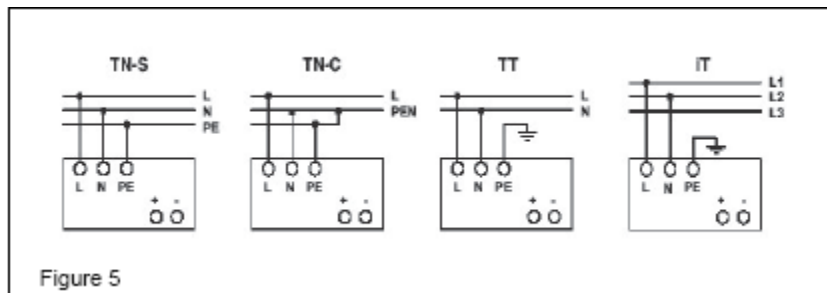 TN-S TN-C TT iT
L L L L1
N PEN N L2
PE L3
L N PE L N PE L N PE L N PE
+ - + - + - + -
Figure 5